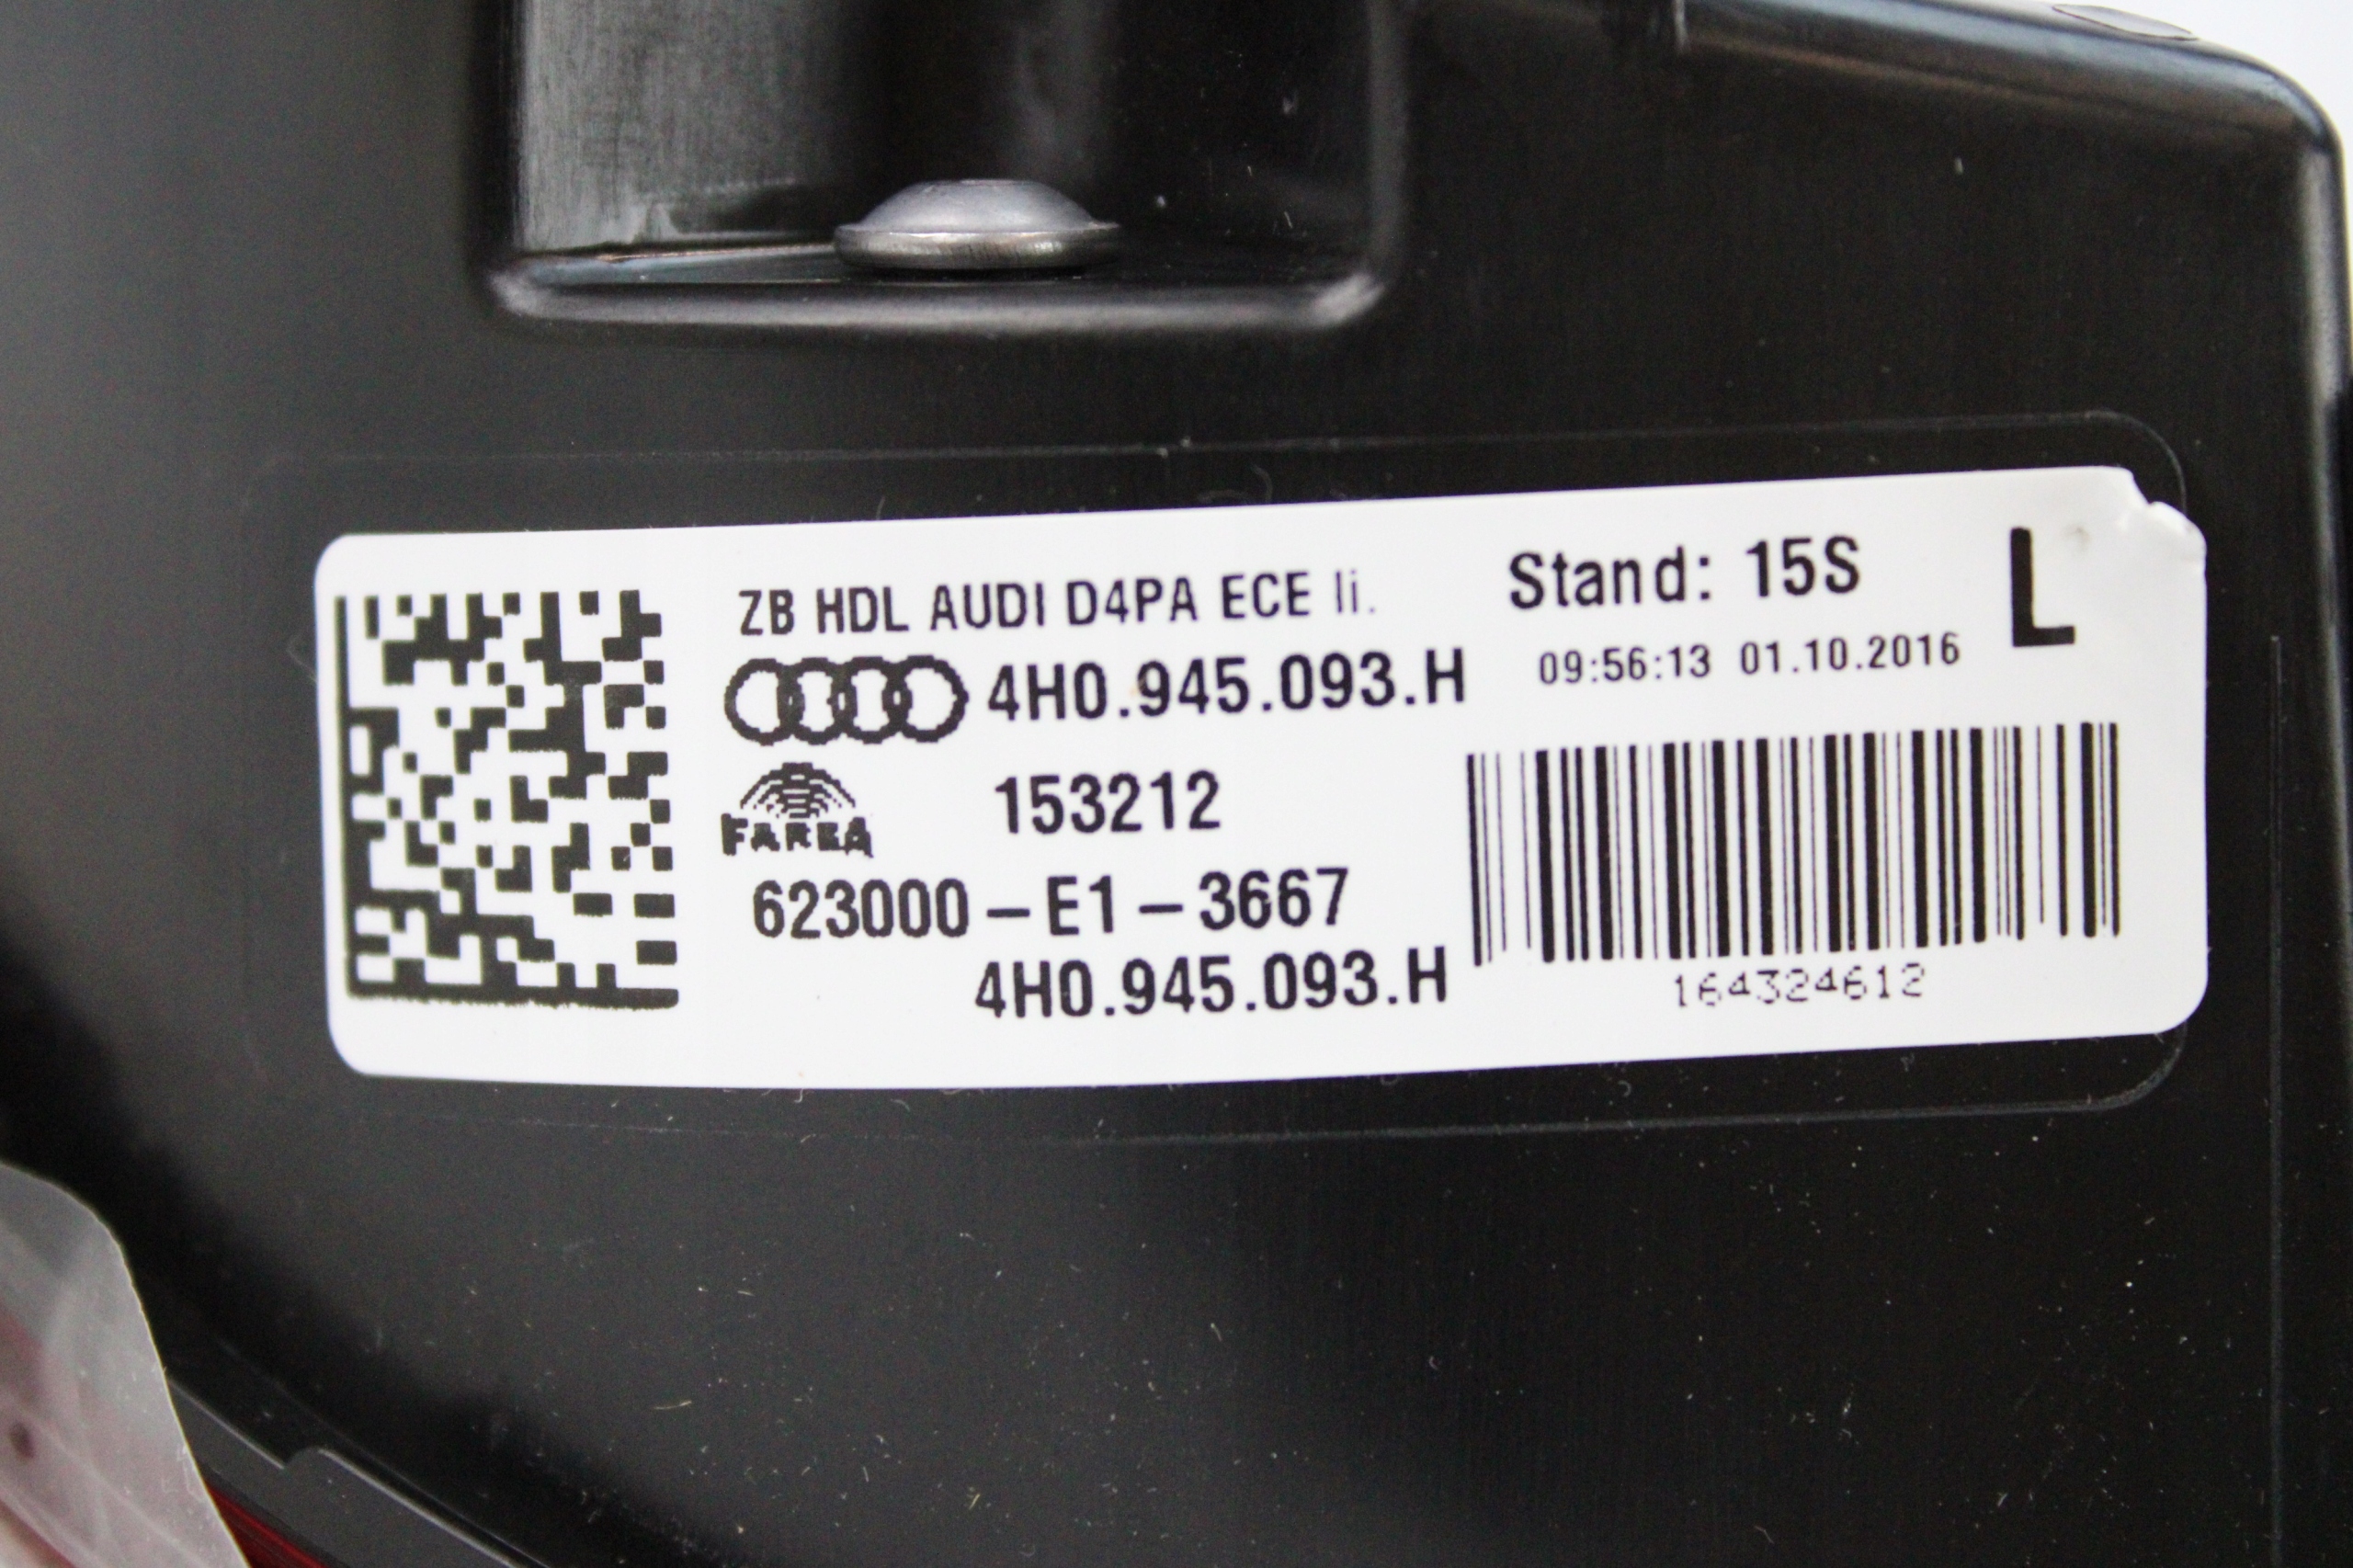 ZB HDL AUDI D4PA ECE li.
Stand: 15S
L
4H0.945.093.H
09:56:13 01.10.2016
FAREA
153212
623000-E1-3667
4H0.945.093.H
164324612